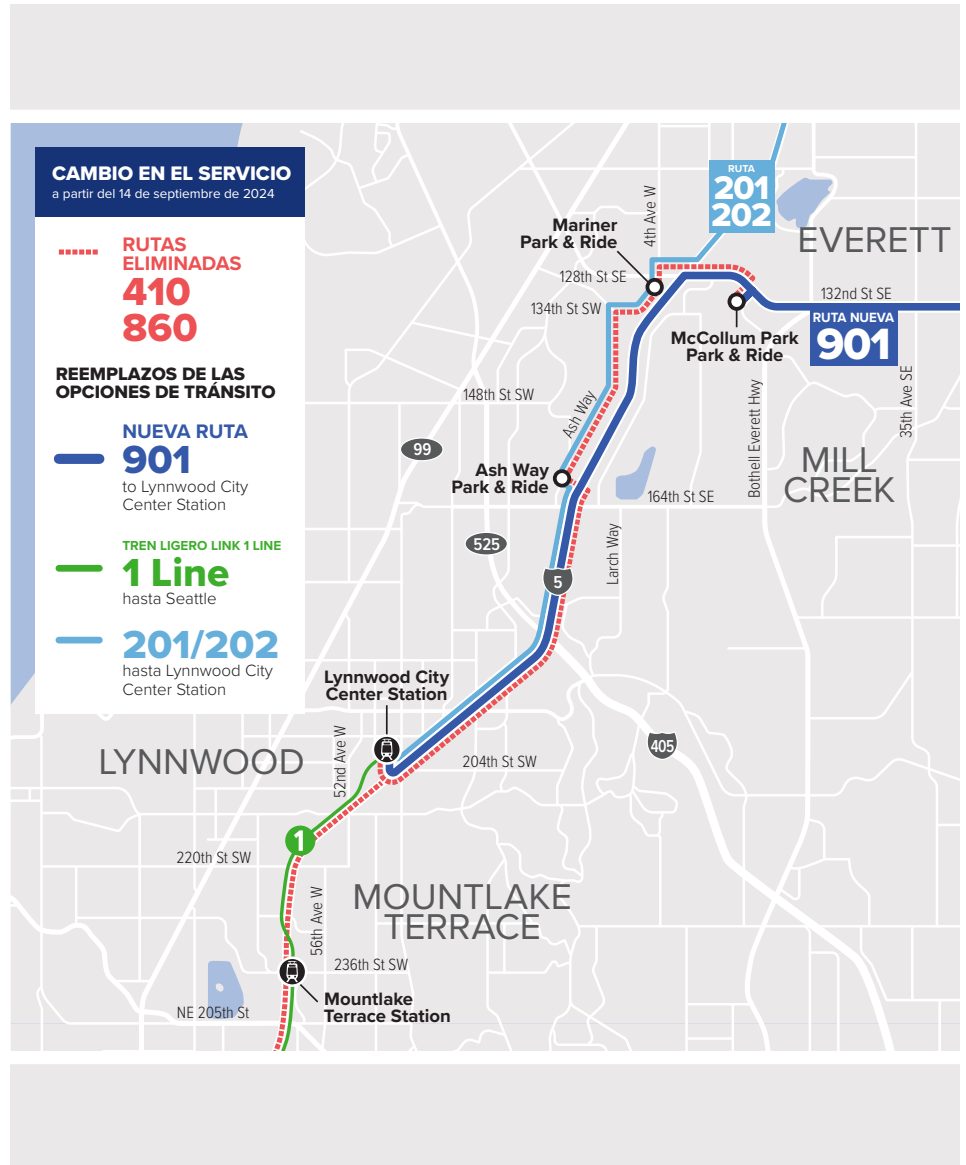 CAMBIO EN EL SERVICIO
a partir del 14 de septiembre de 2024
RUTAS
ELIMINADAS
410
860
REEMPLAZOS DE LAS
OPCIONES DE TRÁNSITO
NUEVA RUTA
901
to Lynnwood City
Center Station
TREN LIGERO LINK 1 LINE
1 Line
hasta Seattle
201/202
hasta Lynnwood City
Center Station
RUTA
201
202
4th Ave W
Mariner
Park & Ride
EVERETT
128th St SE
134th St SW
132nd St SE
RUTA NUEVA
901
McCollum Park
Park & Ride
35th Ave SE
148th St SW
Ash Way
Bothell Everett Hwy
99
MILL
CREEK
Ash Way
Park & Ride
164th St SE
525
Larch Way
5
Lynnwood City
Center Station
405
LYNNWOOD
52nd Ave W
204th St SW
1
220th St SW
MOUNTLAKE
TERRACE
56th Ave W
236th St SW
Mountlake
Terrace Station
NE 205th St